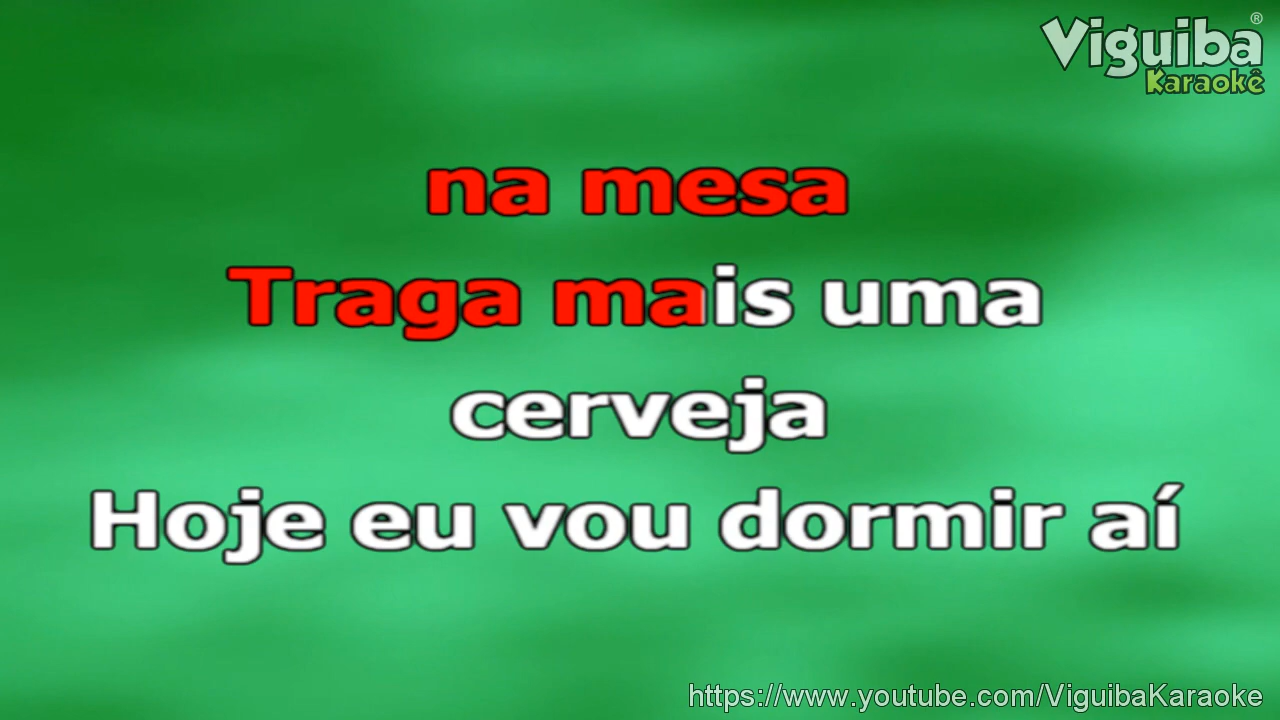 Viguiba®
Karaokê
na mesa
Traga mais uma
cerveja
Hoje eu vou dormir aí
https://www.youtube.com/ViguibaKaraoke